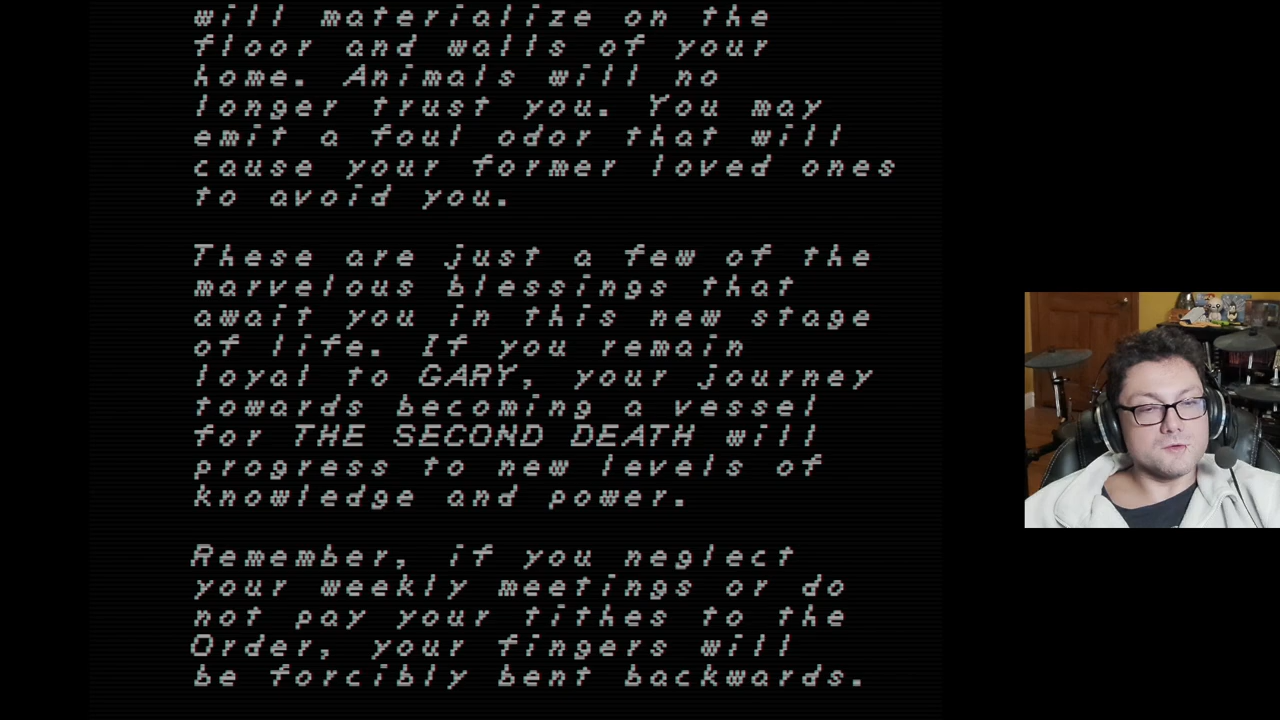 will materialize on the
floor and walls of your
home. Animals will no
longer trust you. You may
emit a foul odor that will
cause your former loved ones
to avoid you.
These are just a few of the
marvelous blessings that
await you in this new stage
of life. If you remain
loyal to GARY, your journey
towards becoming a vessel
for THE SECOND DEATH will
progress to new levels of
knowledge and power.
Remember, if you neglect
your weekly meetings or do
not pay your tithes to the
Order, your fingers will
be forcibly bent backwards.